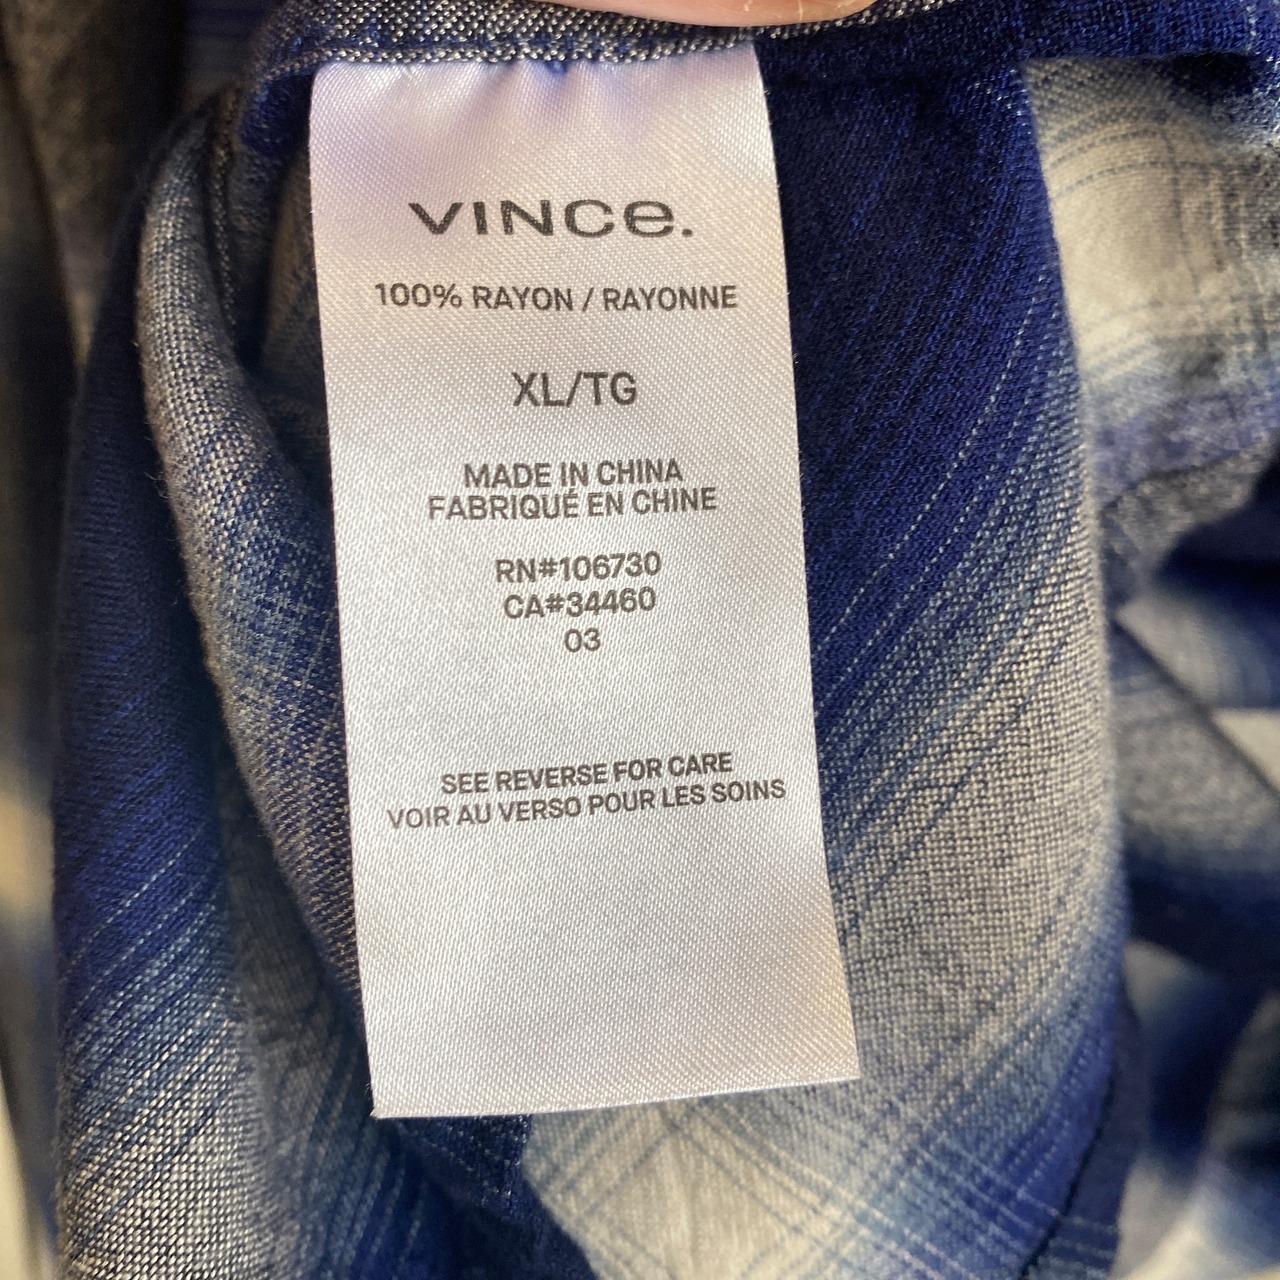 VINCe.
100% RAYON / RAYONNE
XL/TG
MADE IN CHINA
FABRIQUÉ EN CHINE
RN#106730
CA#34460
03
SEE REVERSE FOR CARE
VOIR AU VERSO POUR LES SOINS